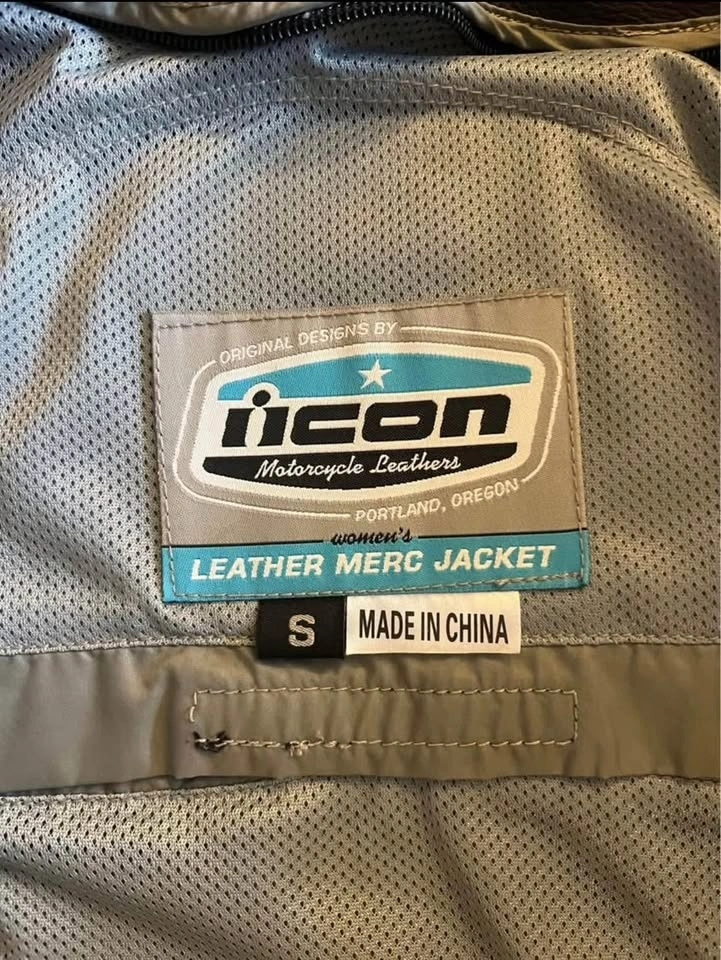 ORIGINAL DESIGNS BY
icon
Motorcycle Leathers
PORTLAND, OREGON
women's
LEATHER MERC JACKET
S
MADE IN CHINA